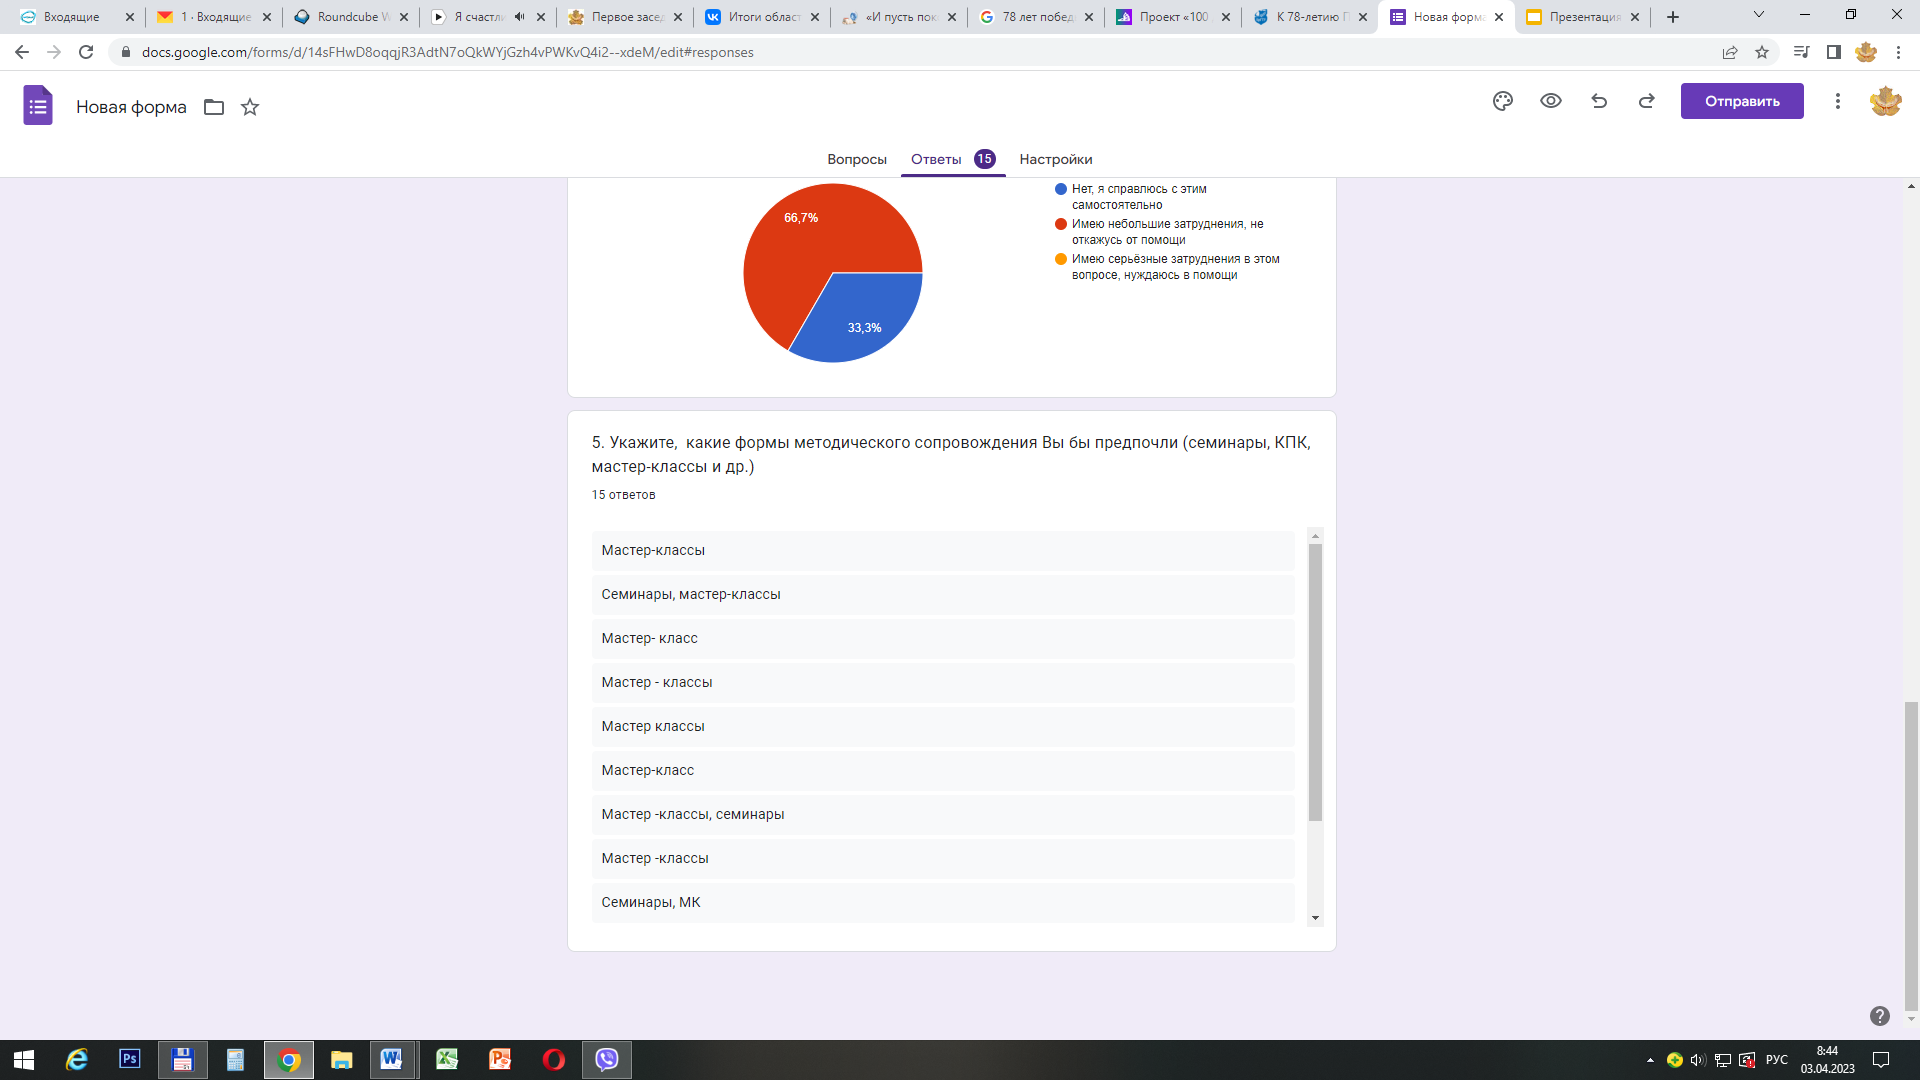 Входящие
1 · Входящие
Roundcube W
Я счастли
Первое засед
Итоги област
«И пусть пок
78 лет побед
Проект «100
К 78-летию П
Новая форма
Презентация
docs.google.com/forms/d/14sFHwD8oqqjR3AdtN7oQkWYjGzh4vPWKvQ4i2--xdeM/edit#responses
Новая форма
Отправить
Вопросы
Ответы 15
Настройки
66,7%
33,3%
Нет, я справлюсь с этим
самостоятельно
Имею небольшие затруднения, не
откажусь от помощи
Имею серьёзные затруднения в этом
вопросе, нуждаюсь в помощи
5. Укажите, какие формы методического сопровождения Вы бы предпочли (семинары, КПК,
мастер-классы и др.)
15 ответов
Мастер-классы
Семинары, мастер-классы
Мастер- класс
Мастер - классы
Мастер классы
Мастер-класс
Мастер -классы, семинары
Мастер -классы
Семинары, МК
РУС
8:44
03.04.2023